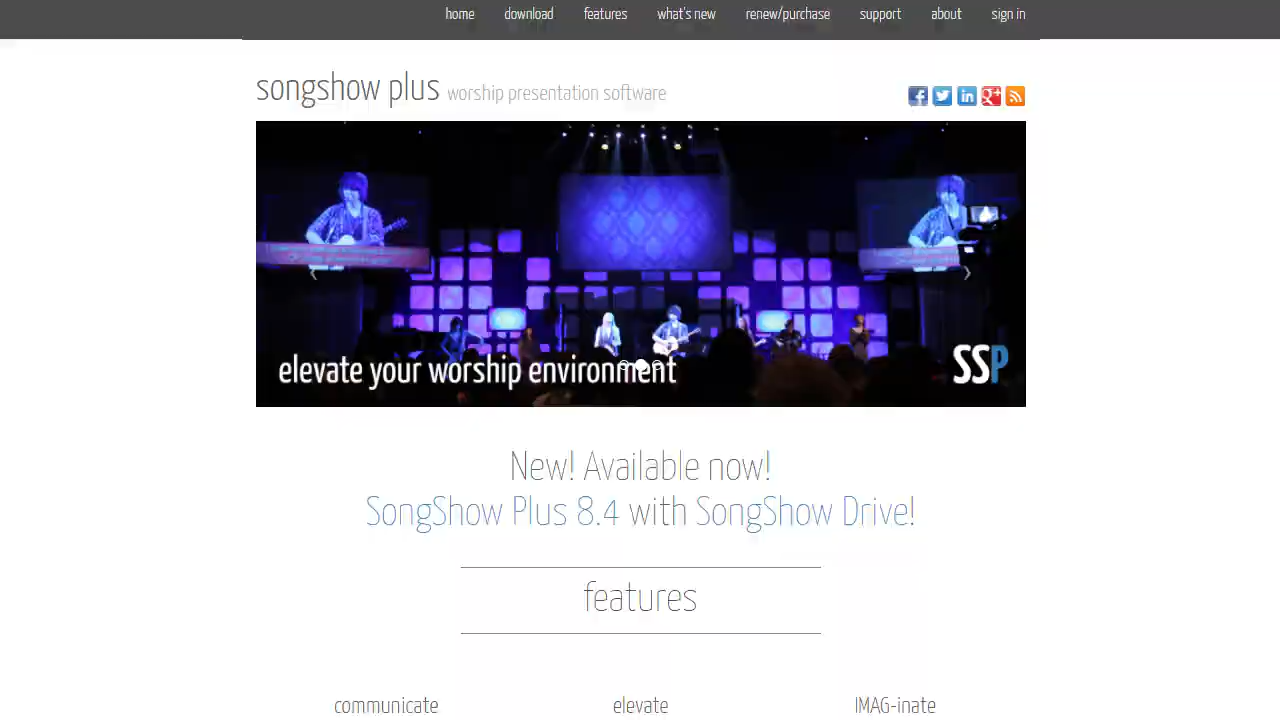 home download features what's new renew/purchase support about sign in
songshow plus worship presentation software
elevate your worship environment
SSP
New! Available now!
SongShow Plus 8.4 with SongShow Drive!
features
communicate elevate IMAG-inate